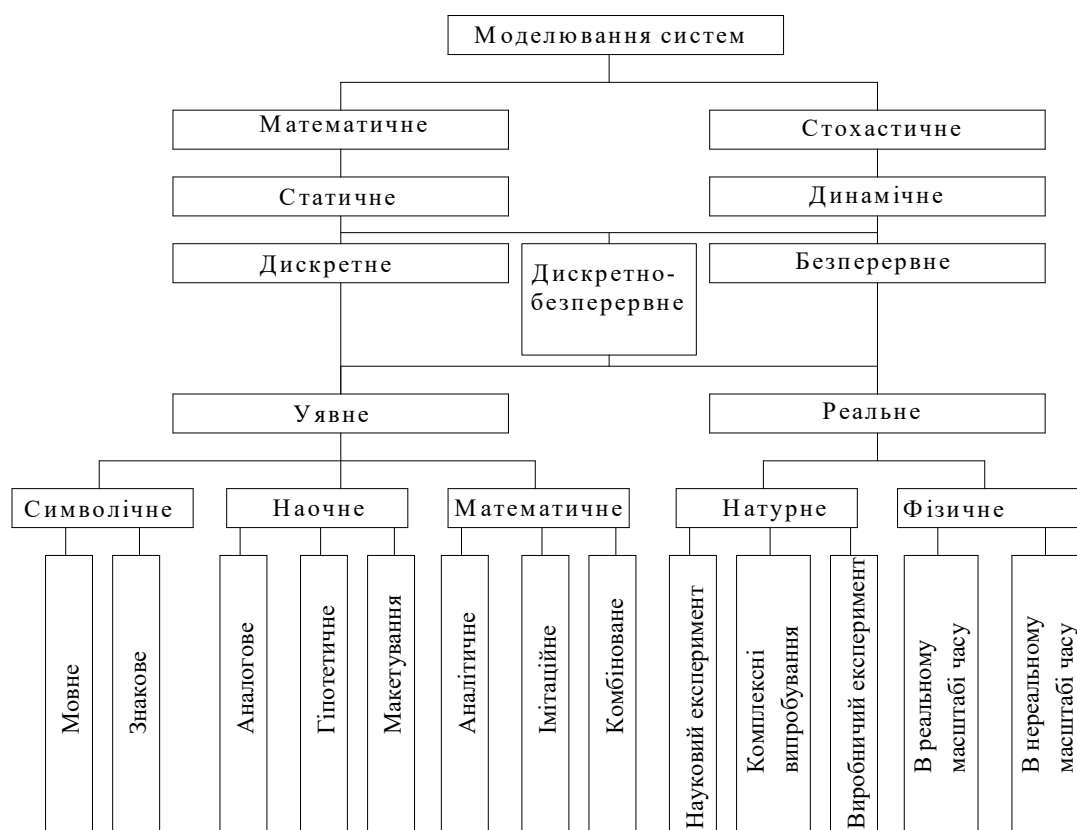 Моделювання систем
Математичне
Стохастичне
Статичне
Динамічне
Дискретне
Дискретно-
безперервне
Безперервне
Уявне
Реальне
Символічне
Наочне
Математичне
Натурне
Фізичне
Мовне
Знакове
Аналогове
Гіпотетичне
Макетування
Аналітичне
Імітаційне
Комбіноване
Науковий експеримент
Комплексні
випробування
Виробничий експеримент
В реальному
масштабі часу
В нереальному
масштабі часу